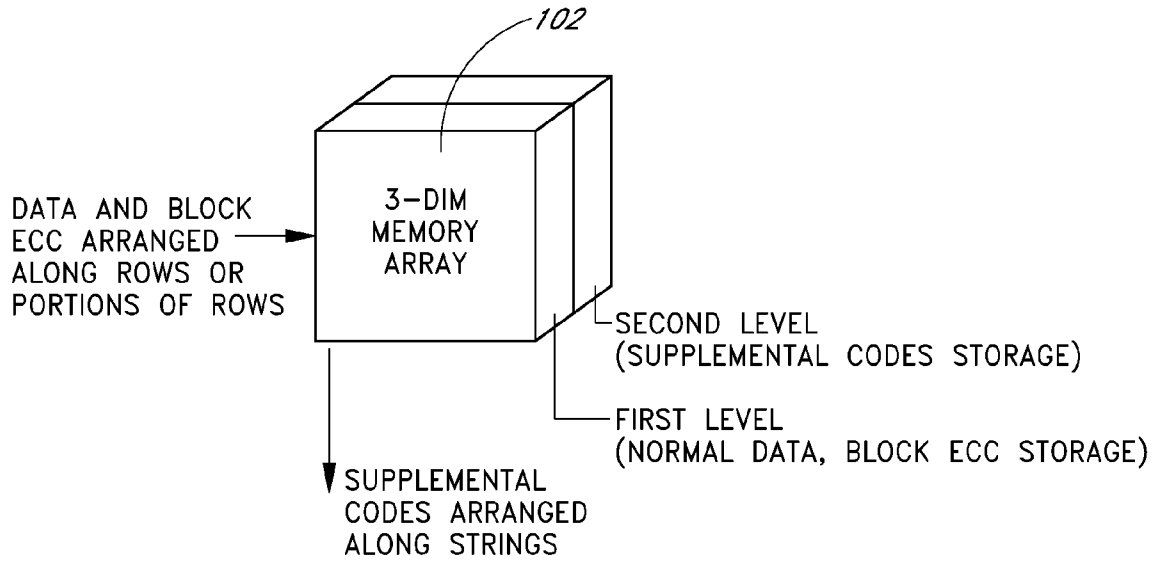 102
3-DIM
MEMORY
ARRAY
DATA AND BLOCK
ECC ARRANGED
ALONG ROWS OR
PORTIONS OF ROWS
SECOND LEVEL
(SUPPLEMENTAL CODES STORAGE)
FIRST LEVEL
(NORMAL DATA, BLOCK ECC STORAGE)
SUPPLEMENTAL
CODES ARRANGED
ALONG STRINGS